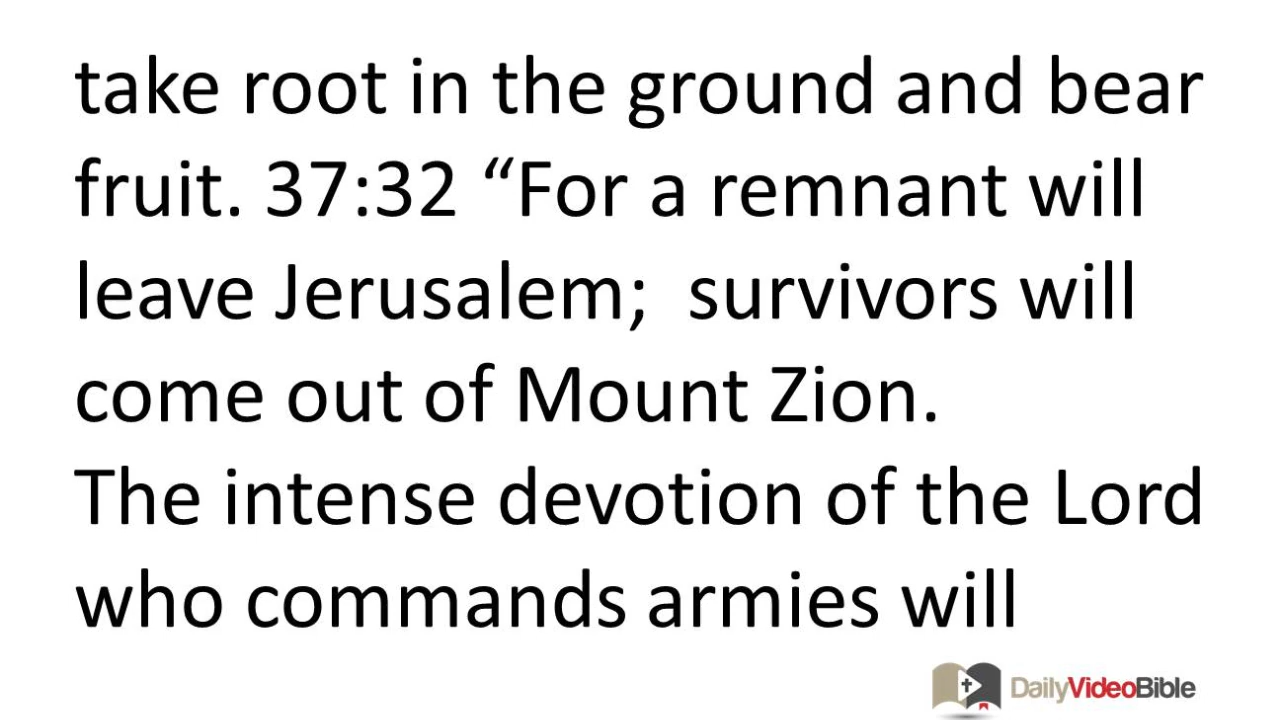 take root in the ground and bear
fruit. 37:32 “For a remnant will
leave Jerusalem;  survivors will
come out of Mount Zion.
The intense devotion of the Lord
who commands armies will
DailyVideoBible